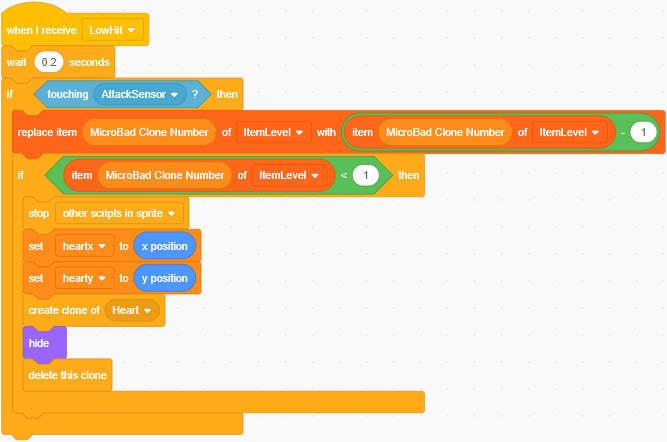 when I receive LowHit
wait 0.2 seconds
if touching AttackSensor ? then
replace item MicroBad Clone Number of ItemLevel with item MicroBad Clone Number of ItemLevel - 1
if item MicroBad Clone Number of ItemLevel < 1 then
stop other scripts in sprite
set heartx to x position
set hearty to y position
create clone of Heart
hide
delete this clone